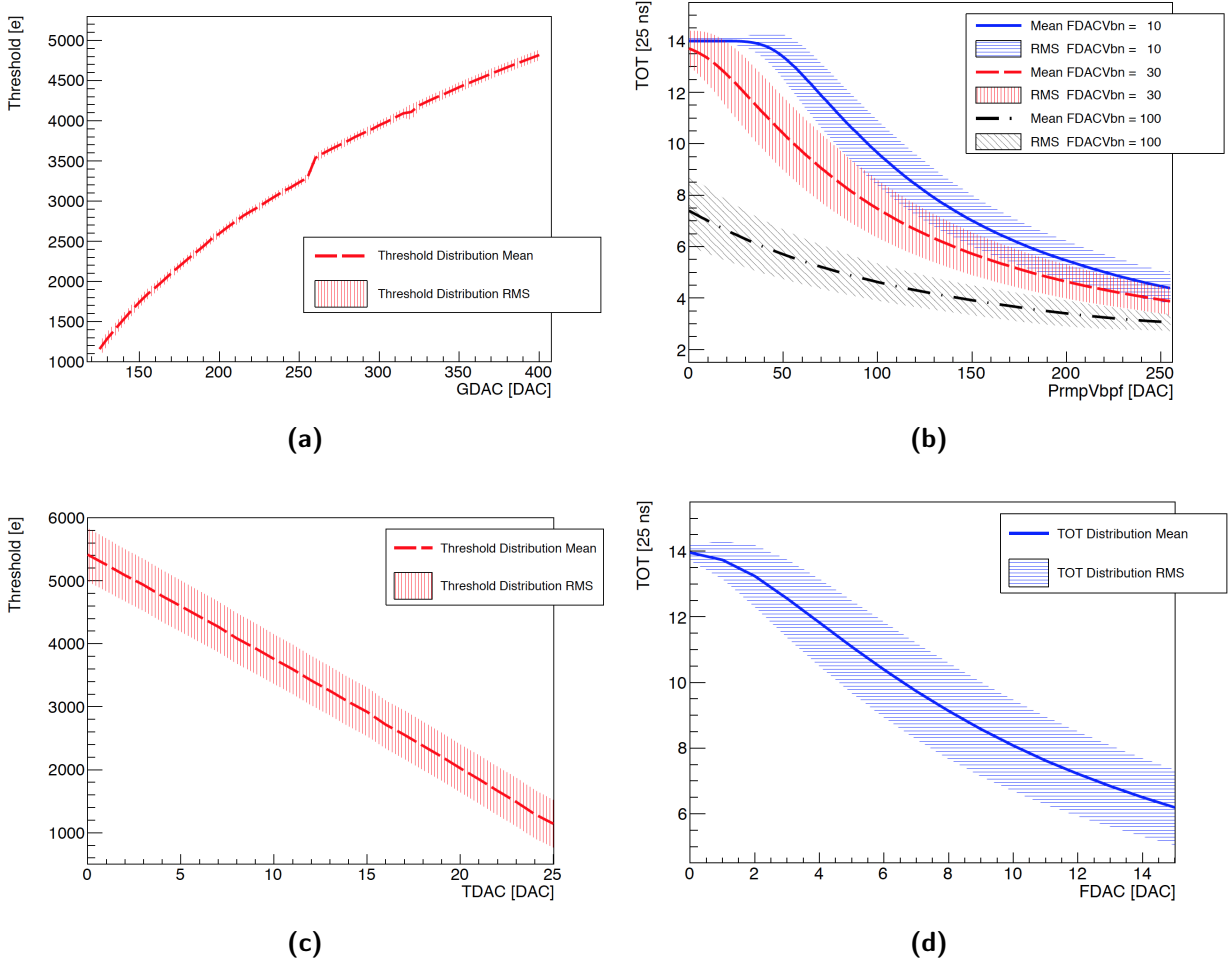 Threshold [e]
5000
4500
4000
3500
3000
2500
2000
1500
1000
150
200
250
300
350
400
GDAC [DAC]
Threshold Distribution Mean
Threshold Distribution RMS
(a)
TOT [25 ns]
14
12
10
8
6
4
2
0
50
100
150
200
250
PrmpVbpf [DAC]
Mean FDACVbn = 10
RMS FDACVbn = 10
Mean FDACVbn = 30
RMS FDACVbn = 30
Mean FDACVbn = 100
RMS FDACVbn = 100
(b)
Threshold [e]
6000
5000
4000
3000
2000
1000
0
5
10
15
20
25
TDAC [DAC]
Threshold Distribution Mean
Threshold Distribution RMS
(c)
TOT [25 ns]
14
12
10
8
6
0
2
4
6
8
10
12
14
FDAC [DAC]
TOT Distribution Mean
TOT Distribution RMS
(d)